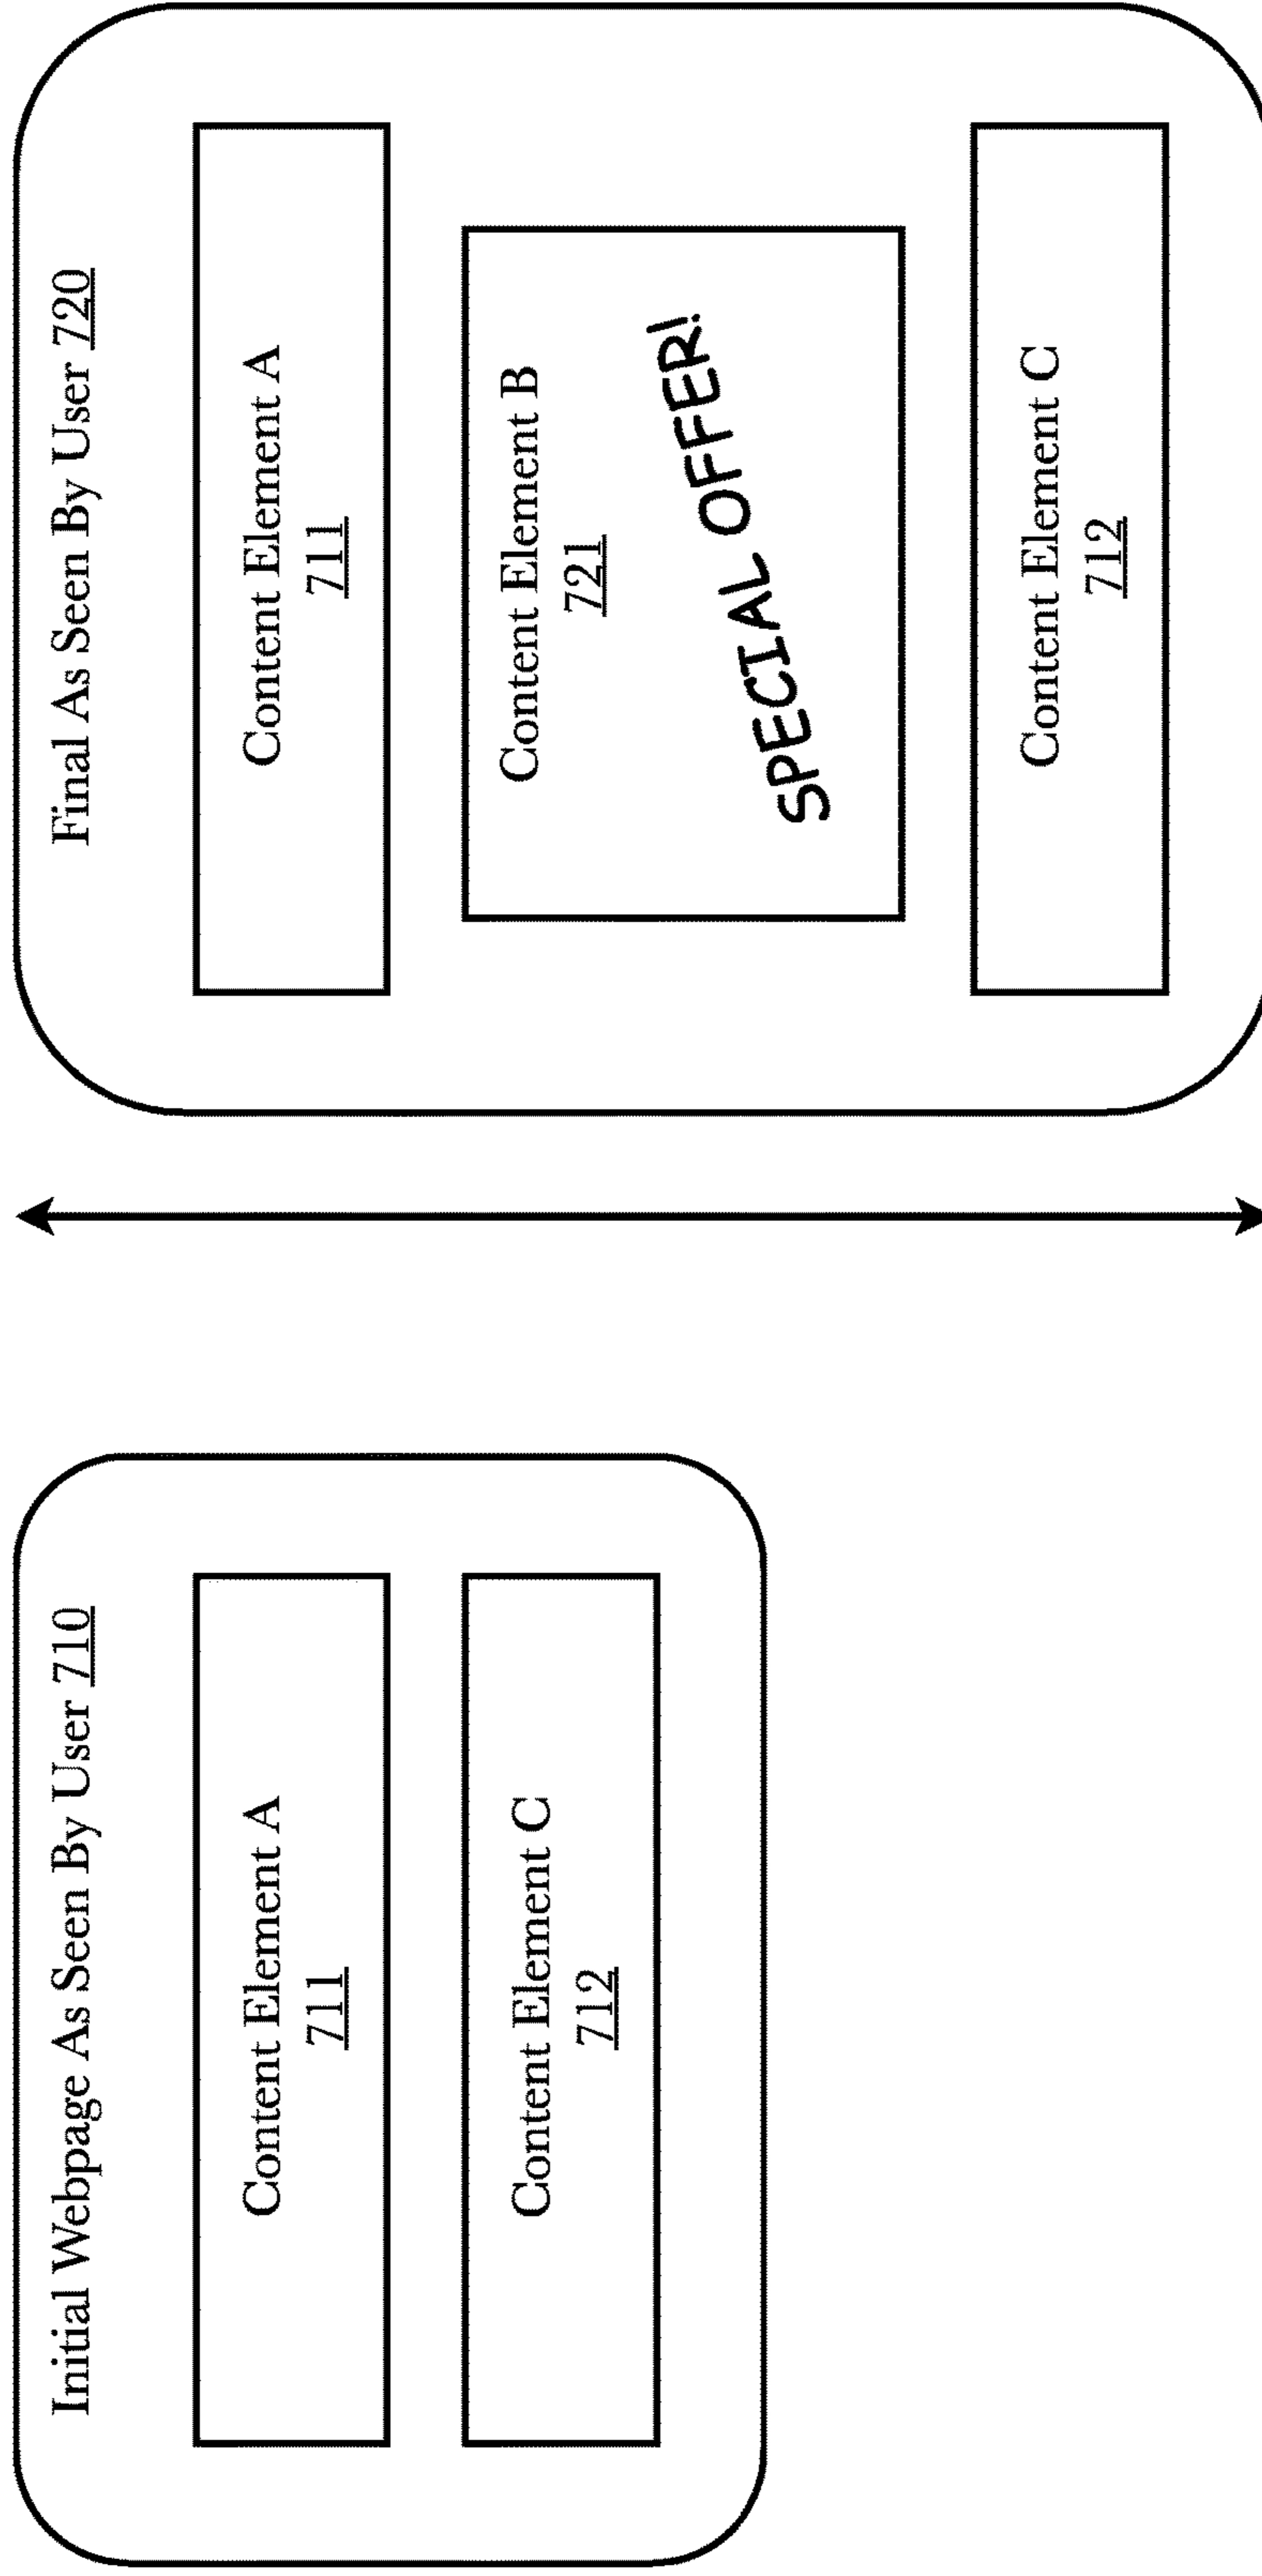 Initial Webpage As Seen By User 710
Content Element A
711
Content Element C
712
Final As Seen By User 720
Content Element A
711
Content Element B
721
SPECIAL OFFER!
Content Element C
712